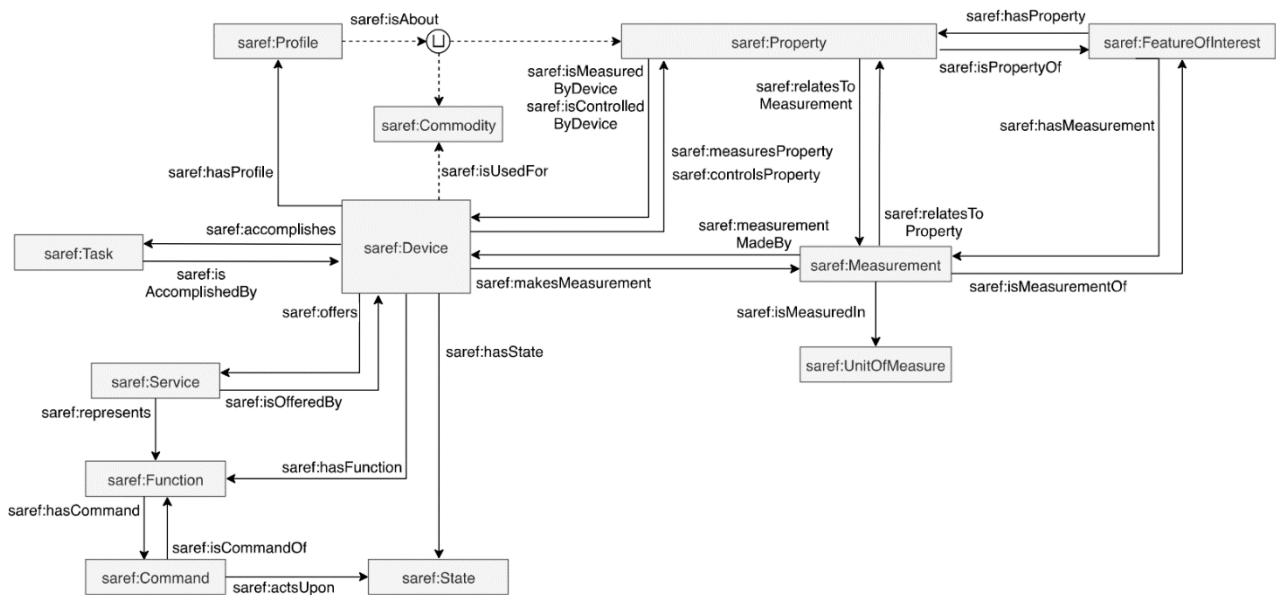 saref:isAbout
saref:hasProperty
saref:Profile
saref:Property
saref:FeatureOfInterest
saref:isMeasured
ByDevice
saref:isControlled
ByDevice
saref:relatesTo
Measurement
saref:isPropertyOf
saref:Commodity
saref:hasMeasurement
saref:measuresProperty
saref:controlsProperty
saref:hasProfile
saref:isUsedFor
saref:accomplishes
saref:Device
saref:measurement
MadeBy
saref:relatesTo
Property
saref:Task
saref:Measurement
saref:is
AccomplishedBy
saref:makesMeasurement
saref:isMeasurementOf
saref:offers
saref:isMeasuredIn
saref:hasState
saref:UnitOfMeasure
saref:Service
saref:isOfferedBy
saref:represents
saref:hasFunction
saref:Function
saref:hasCommand
saref:isCommandOf
saref:Command
saref:actsUpon
saref:State